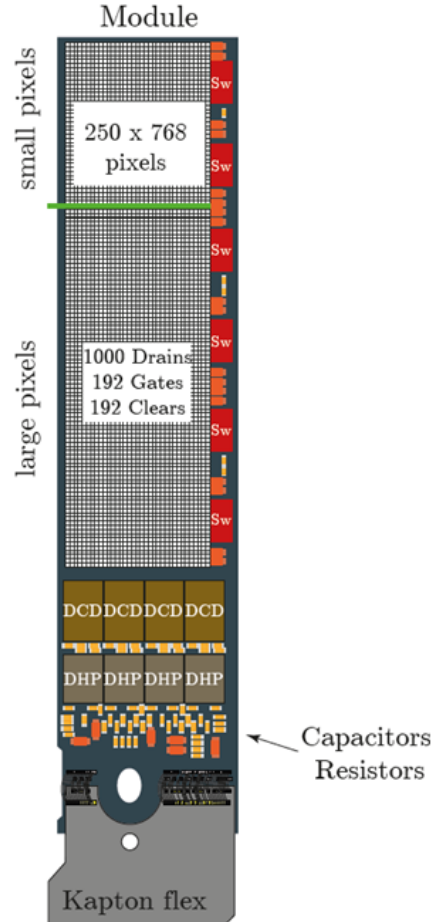 Module
small pixels
250 x 768
pixels
Sw
Sw
Sw
large pixels
1000 Drains
192 Gates
192 Clears
Sw
Sw
Sw
DCD DCD DCD DCD
DHP DHP DHP DHP
Capacitors
Resistors
Kapton flex